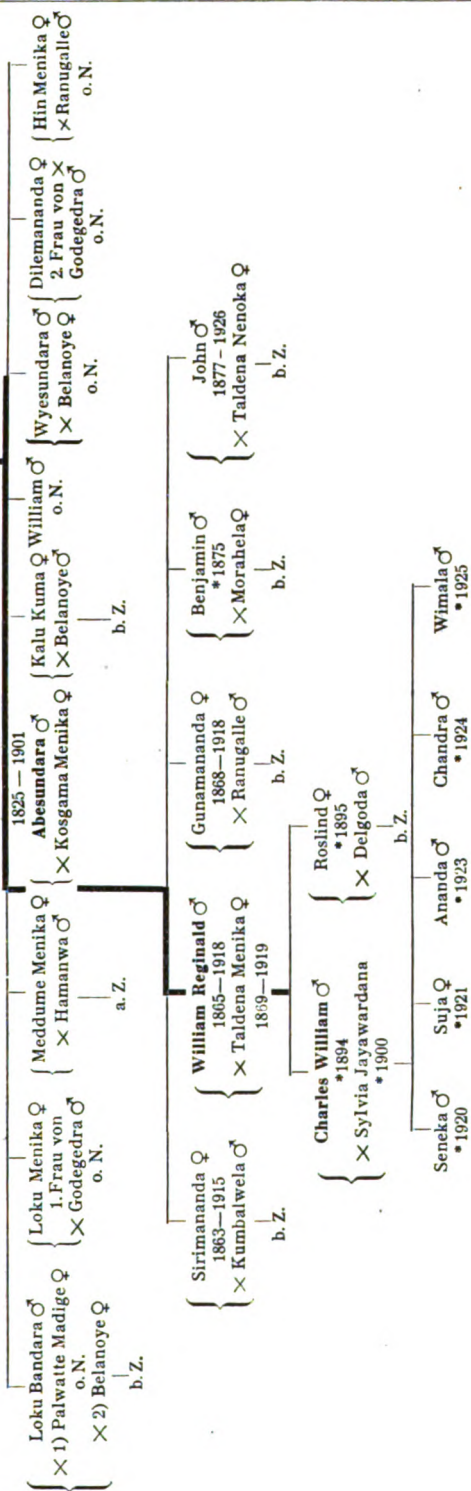 Loku Bandara ♂
× 1) Palwatte Madige ♀
o. N.
× 2) Belanoye ♀
b. Z.
Loku Menika ♀
1. Frau von
× Godegedra ♂
o. N.
Meddume Menika ♀
× Hamanwa ♂
a. Z.
1825—1901
Abesundara ♂
× Kosgama Menika ♀
Kalu Kuma ♀
× Belanoye ♂
b. Z.
William ♂
o. N.
Wyesundara ♂
× Belanoye ♀
o. N.
Dilemananda ♀
2. Frau von ×
Godegedra ♂
o. N.
Hin Menika ♀
× Ranugalle ♂
o. N.
Sirimananda ♀
1863—1915
× Kumbalwela ♂
b. Z.
William Reginald ♂
1865—1918
× Taldena Menika ♀
1869—1919
Gunamananda ♀
1868—1918
× Ranugalle ♂
b. Z.
Benjamin ♂
*1875
× Morahela ♀
b. Z.
John ♂
1877—1926
× Taldena Nenoka ♀
b. Z.
Charles William ♂
*1894
× Sylvia Jayawardana
*1900
Roslind ♀
*1895
× Delgoda ♂
b. Z.
Seneka ♂
*1920
Suja ♀
*1921
Ananda ♂
*1923
Chandra ♂
*1924
Wimala ♂
*1925